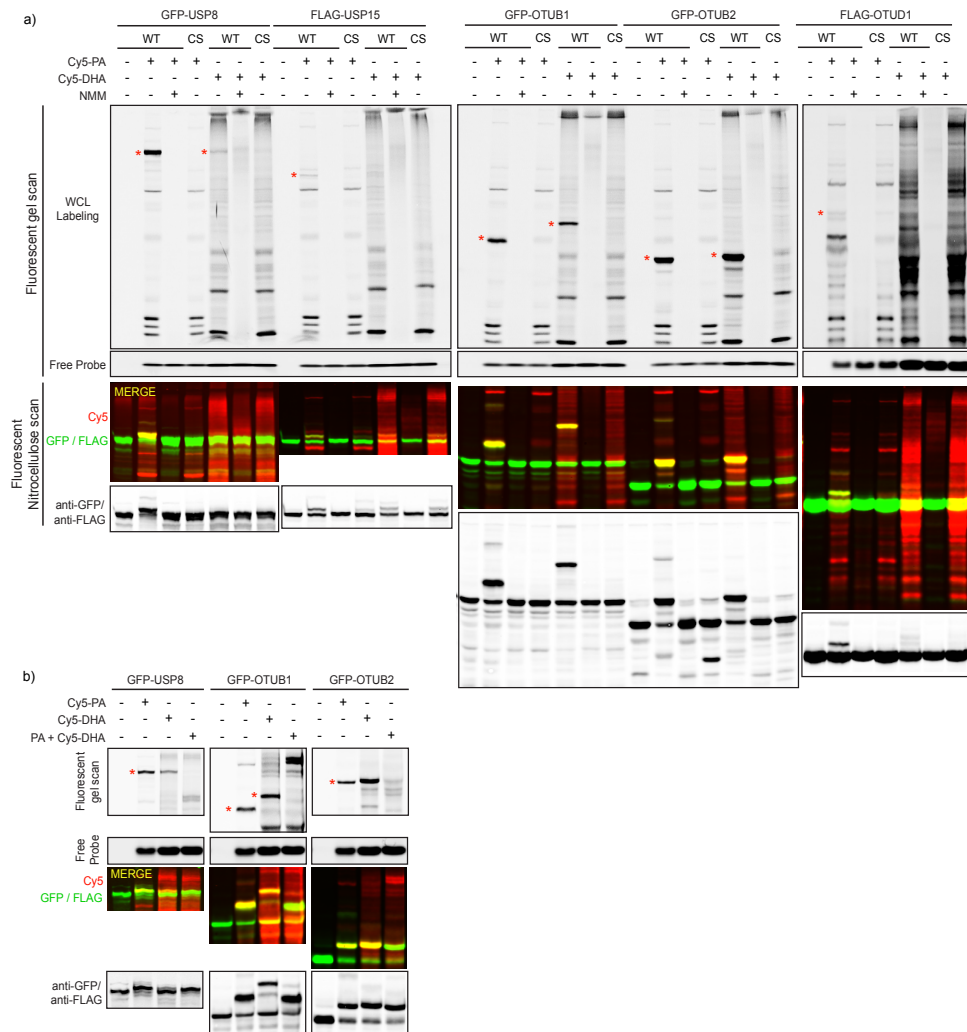 a)
GFP-USP8 FLAG-USP15 GFP-OTUB1 GFP-OTUB2 FLAG-OTUD1
WT CS WT CS WT CS WT WT CS WT CS WT CS WT CS WT CS WT CS WT CS
Cy5-PA - + + + - - - - + + + - - - - + + + - - - - + + + - - - - + + + - - -
Cy5-DHA - - - - + + + - - - - + + + - - - - + + + - - - - + + + - - - - + + +
NMM - - + - - + - - - + - - + - - - + - - + - - - + - - + - - - + - - + -
Fluorescent gel scan
WCL
Labeling
* * * * * * * *
Free Probe
Fluorescent
Nitrocellulose scan
MERGE
Cy5
GFP / FLAG
anti-GFP/
anti-FLAG
b)
GFP-USP8 GFP-OTUB1 GFP-OTUB2
Cy5-PA - + - - - + - - - + - -
Cy5-DHA - - + - - - + - - - + -
PA + Cy5-DHA - - - + - - - + - - - +
Fluorescent
gel scan
* * * *
Free
Probe
MERGE
Cy5
GFP / FLAG
anti-GFP/
anti-FLAG